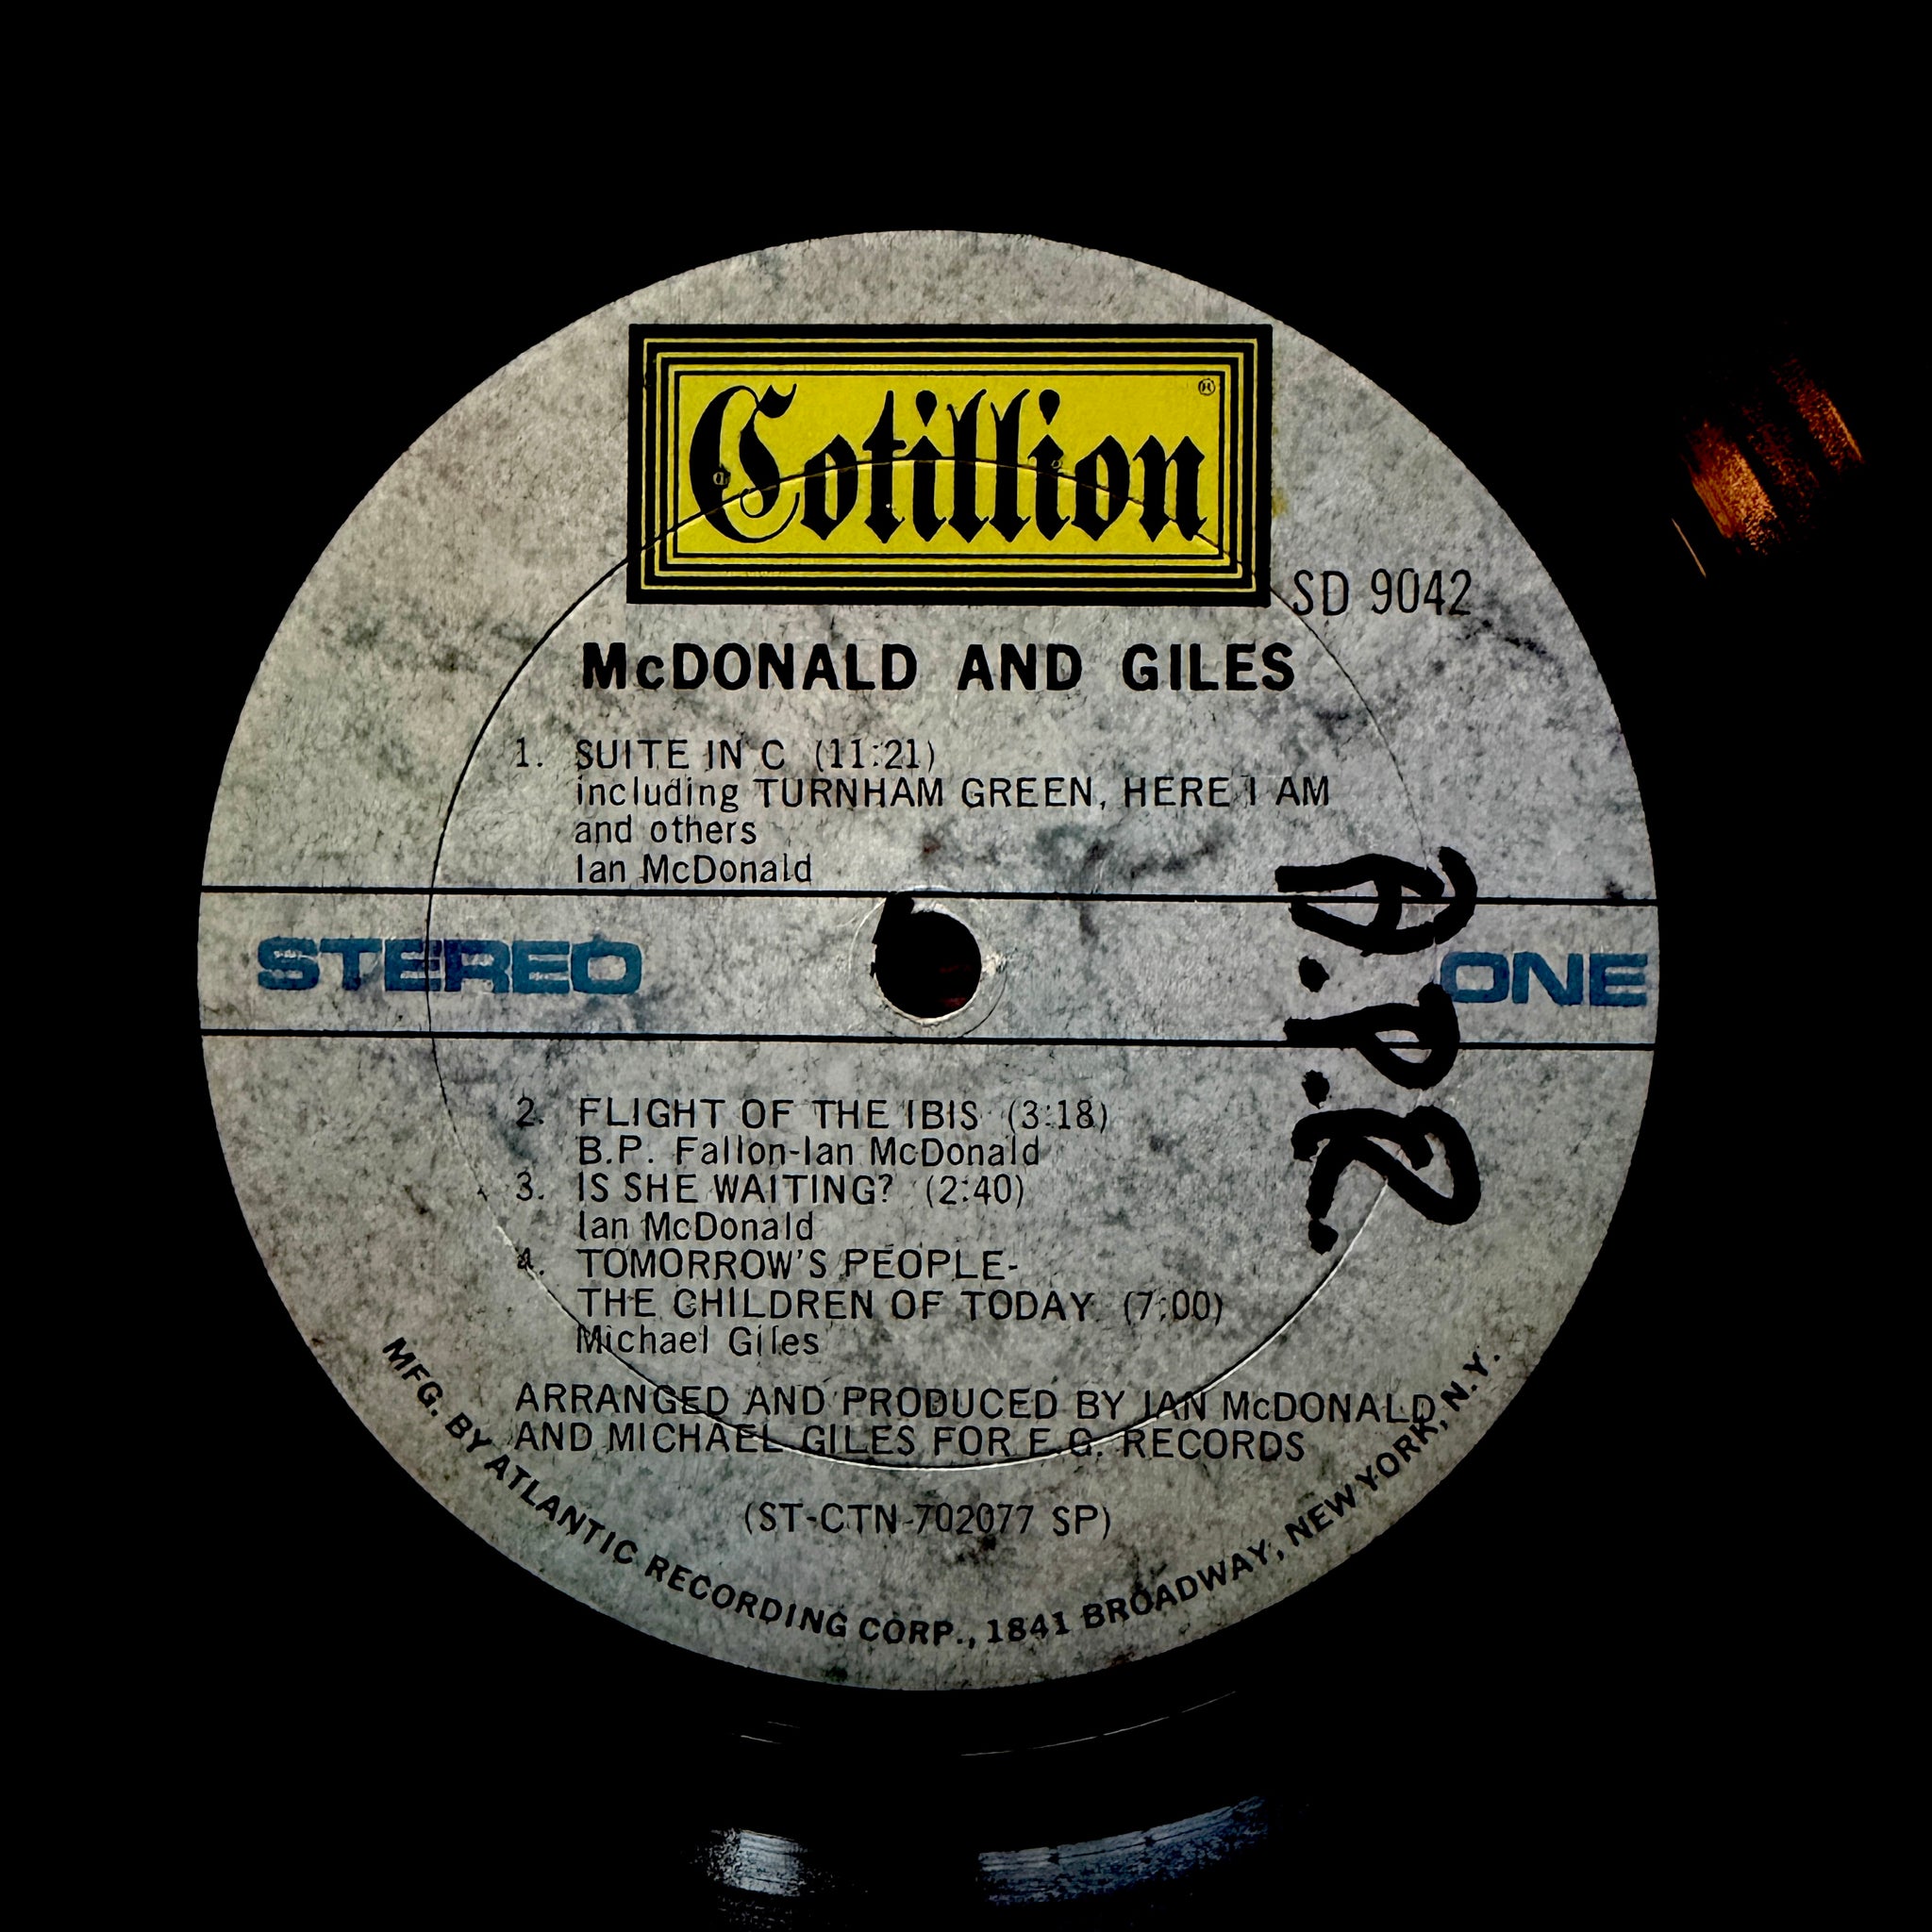 Cotillion®
SD 9042
McDONALD AND GILES
1. SUITE IN C (11:21)
including TURNHAM GREEN, HERE I AM
and others
Ian McDonald
STEREO
ONE
2. FLIGHT OF THE IBIS (3:18)
B.P. Fallon-Ian McDonald
3. IS SHE WAITING? (2:40)
Ian McDonald
4. TOMORROW'S PEOPLE-
THE CHILDREN OF TODAY (7:00)
Michael Giles
ARRANGED AND PRODUCED BY IAN McDONALD
AND MICHAEL GILES FOR E.G. RECORDS
(ST-CTN-702077 SP)
MFG. BY ATLANTIC RECORDING CORP., 1841 BROADWAY, NEW YORK, N.Y.
A.P.R.